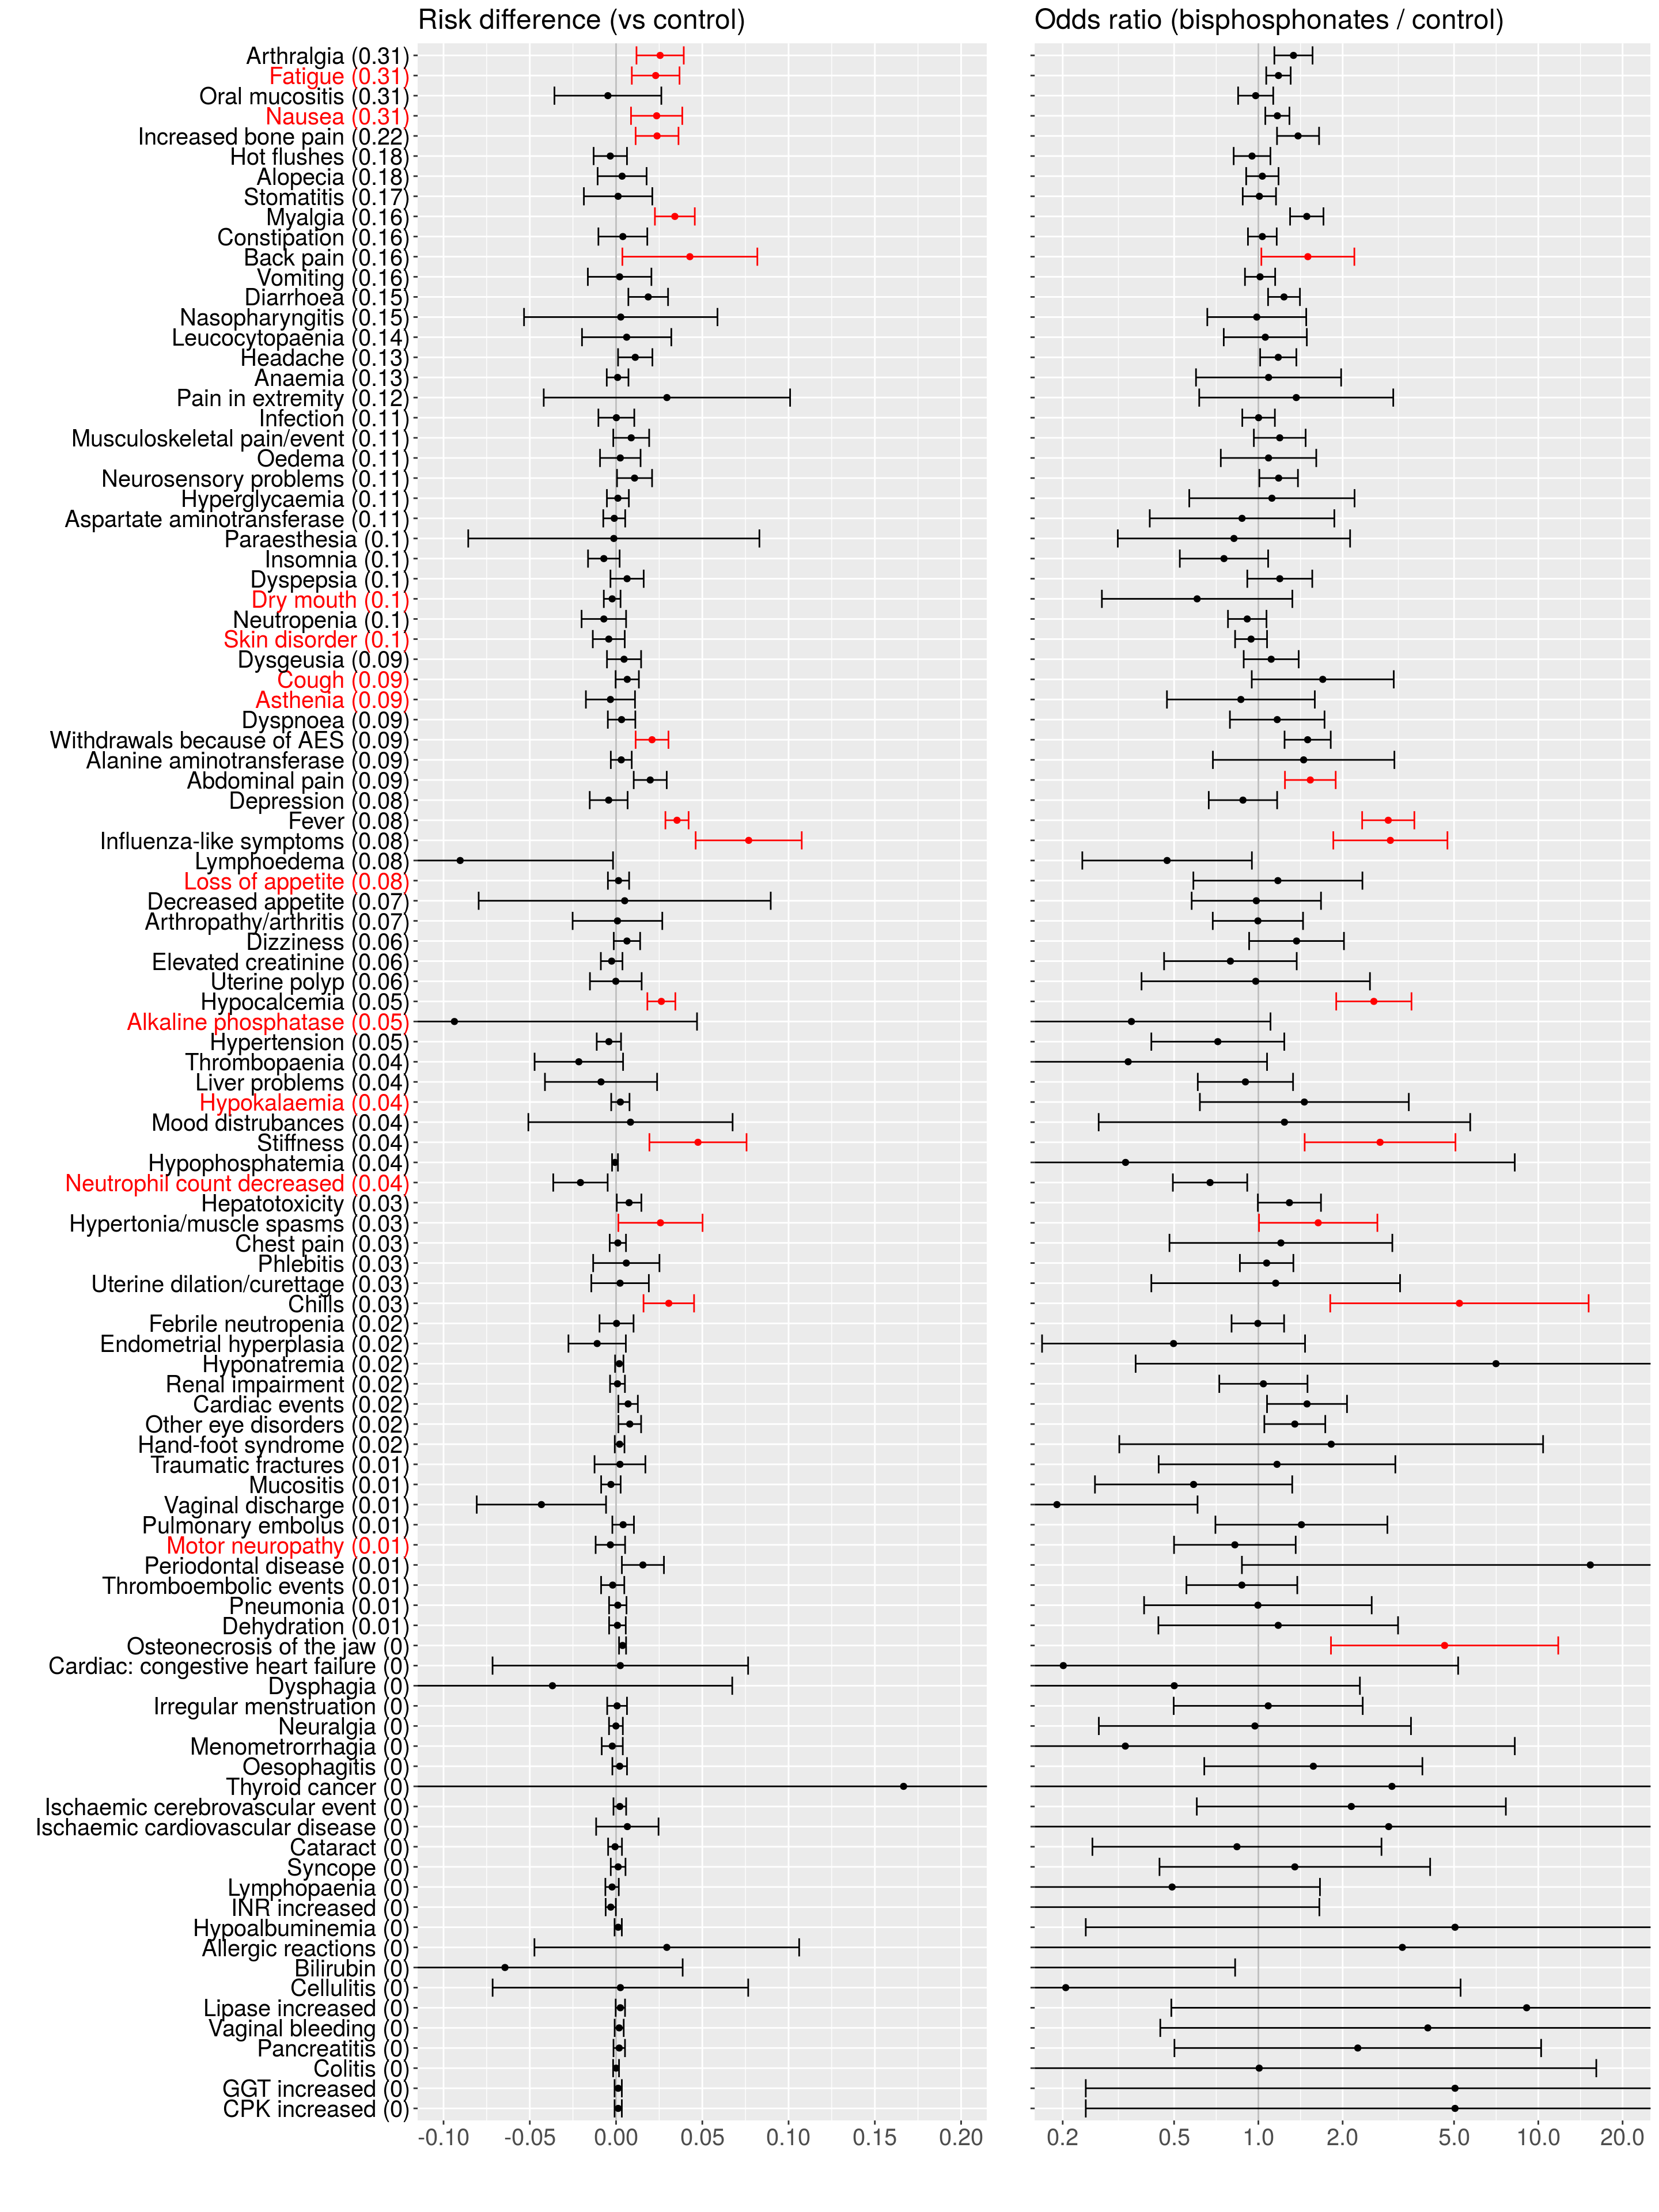 Risk difference (vs control)
Odds ratio (bisphosphonates / control)
Arthralgia (0.31)
Fatigue (0.31)
Oral mucositis (0.31)
Nausea (0.31)
Increased bone pain (0.22)
Hot flushes (0.18)
Alopecia (0.18)
Stomatitis (0.17)
Myalgia (0.16)
Constipation (0.16)
Back pain (0.16)
Vomiting (0.16)
Diarrhoea (0.15)
Nasopharyngitis (0.15)
Leucocytopaenia (0.14)
Headache (0.13)
Anaemia (0.13)
Pain in extremity (0.12)
Infection (0.11)
Musculoskeletal pain/event (0.11)
Oedema (0.11)
Neurosensory problems (0.11)
Hyperglycaemia (0.11)
Aspartate aminotransferase (0.11)
Paraesthesia (0.1)
Insomnia (0.1)
Dyspepsia (0.1)
Dry mouth (0.1)
Neutropenia (0.1)
Skin disorder (0.1)
Dysgeusia (0.09)
Cough (0.09)
Asthenia (0.09)
Dyspnoea (0.09)
Withdrawals because of AES (0.09)
Alanine aminotransferase (0.09)
Abdominal pain (0.09)
Depression (0.08)
Fever (0.08)
Influenza-like symptoms (0.08)
Lymphoedema (0.08)
Loss of appetite (0.08)
Decreased appetite (0.07)
Arthropathy/arthritis (0.07)
Dizziness (0.06)
Elevated creatinine (0.06)
Uterine polyp (0.06)
Hypocalcemia (0.05)
Alkaline phosphatase (0.05)
Hypertension (0.05)
Thrombopaenia (0.04)
Liver problems (0.04)
Hypokalaemia (0.04)
Mood distrubances (0.04)
Stiffness (0.04)
Hypophosphatemia (0.04)
Neutrophil count decreased (0.04)
Hepatotoxicity (0.03)
Hypertonia/muscle spasms (0.03)
Chest pain (0.03)
Phlebitis (0.03)
Uterine dilation/curettage (0.03)
Chills (0.03)
Febrile neutropenia (0.02)
Endometrial hyperplasia (0.02)
Hyponatremia (0.02)
Renal impairment (0.02)
Cardiac events (0.02)
Other eye disorders (0.02)
Hand-foot syndrome (0.02)
Traumatic fractures (0.01)
Mucositis (0.01)
Vaginal discharge (0.01)
Pulmonary embolus (0.01)
Motor neuropathy (0.01)
Periodontal disease (0.01)
Thromboembolic events (0.01)
Pneumonia (0.01)
Dehydration (0.01)
Osteonecrosis of the jaw (0)
Cardiac: congestive heart failure (0)
Dysphagia (0)
Irregular menstruation (0)
Neuralgia (0)
Menometrorrhagia (0)
Oesophagitis (0)
Thyroid cancer (0)
Ischaemic cerebrovascular event (0)
Ischaemic cardiovascular disease (0)
Cataract (0)
Syncope (0)
Lymphopaenia (0)
INR increased (0)
Hypoalbuminemia (0)
Allergic reactions (0)
Bilirubin (0)
Cellulitis (0)
Lipase increased (0)
Vaginal bleeding (0)
Pancreatitis (0)
Colitis (0)
GGT increased (0)
CPK increased (0)
-0.10 -0.05 0.00 0.05 0.10 0.15 0.20
0.2 0.5 1.0 2.0 5.0 10.0 20.0